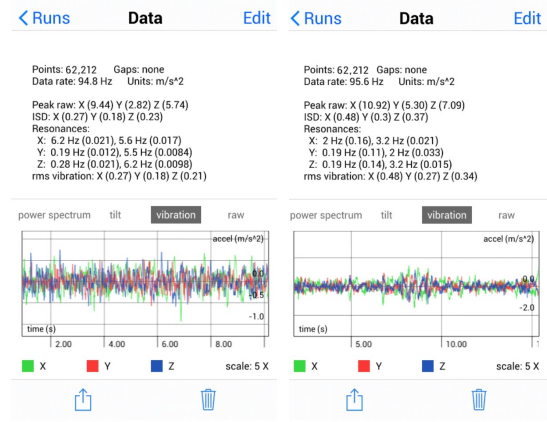 Runs
Data
Edit
Points: 62,212 Gaps: none
Data rate: 94.8 Hz Units: m/s^2
Peak raw: X (9.44) Y (2.82) Z (5.74)
ISD: X (0.27) Y (0.18) Z (0.23)
Resonances:
X: 6.2 Hz (0.021), 5.6 Hz (0.017)
Y: 0.19 Hz (0.012), 5.5 Hz (0.0084)
Z: 0.28 Hz (0.021), 6.2 Hz (0.0098)
rms vibration: X (0.27) Y (0.18) Z (0.21)
power spectrum tilt vibration raw
accel (m/s^2)
0.0
-0.5
-1.0
time (s)
2.00 4.00 6.00 8.00
X Y Z scale: 5 X
Runs
Data
Edit
Points: 62,212 Gaps: none
Data rate: 95.6 Hz Units: m/s^2
Peak raw: X (10.92) Y (5.30) Z (7.09)
ISD: X (0.48) Y (0.3) Z (0.37)
Resonances:
X: 2 Hz (0.16), 3.2 Hz (0.021)
Y: 0.19 Hz (0.11), 2 Hz (0.033)
Z: 0.19 Hz (0.14), 3.2 Hz (0.015)
rms vibration: X (0.48) Y (0.27) Z (0.34)
power spectrum tilt vibration raw
accel (m/s^2)
0.0
-2.0
time (s)
5.00 10.00 1
X Y Z scale: 5 X